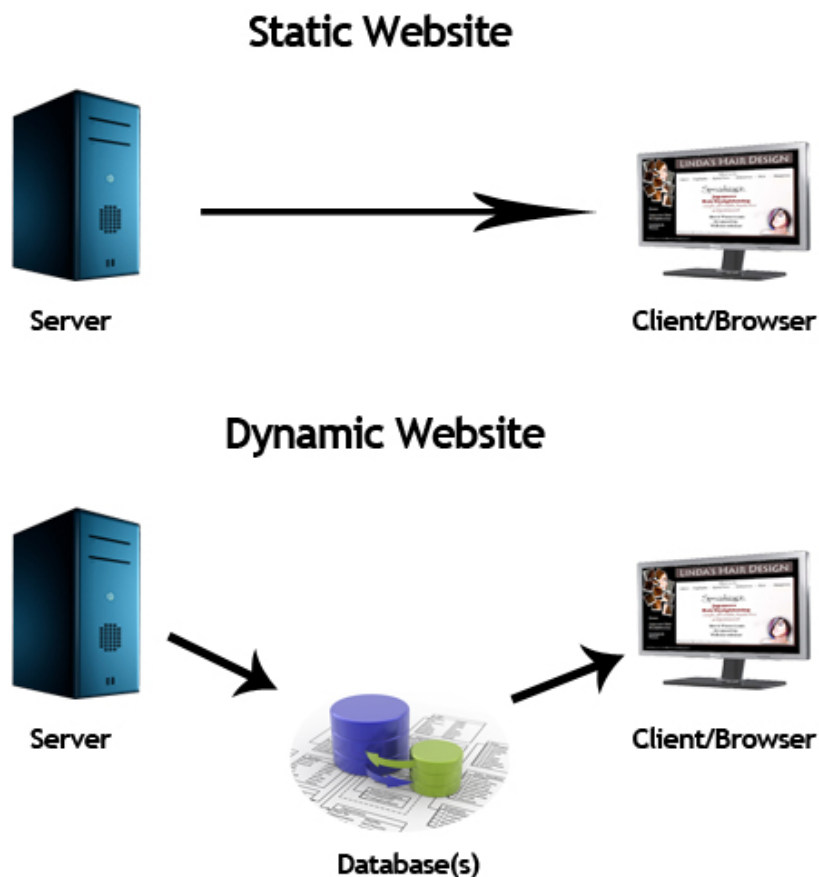 Static Website
LINDA'S HAIR DESIGN
Server
Client/Browser
Dynamic Website
LINDA'S HAIR DESIGN
Server
Client/Browser
Database(s)